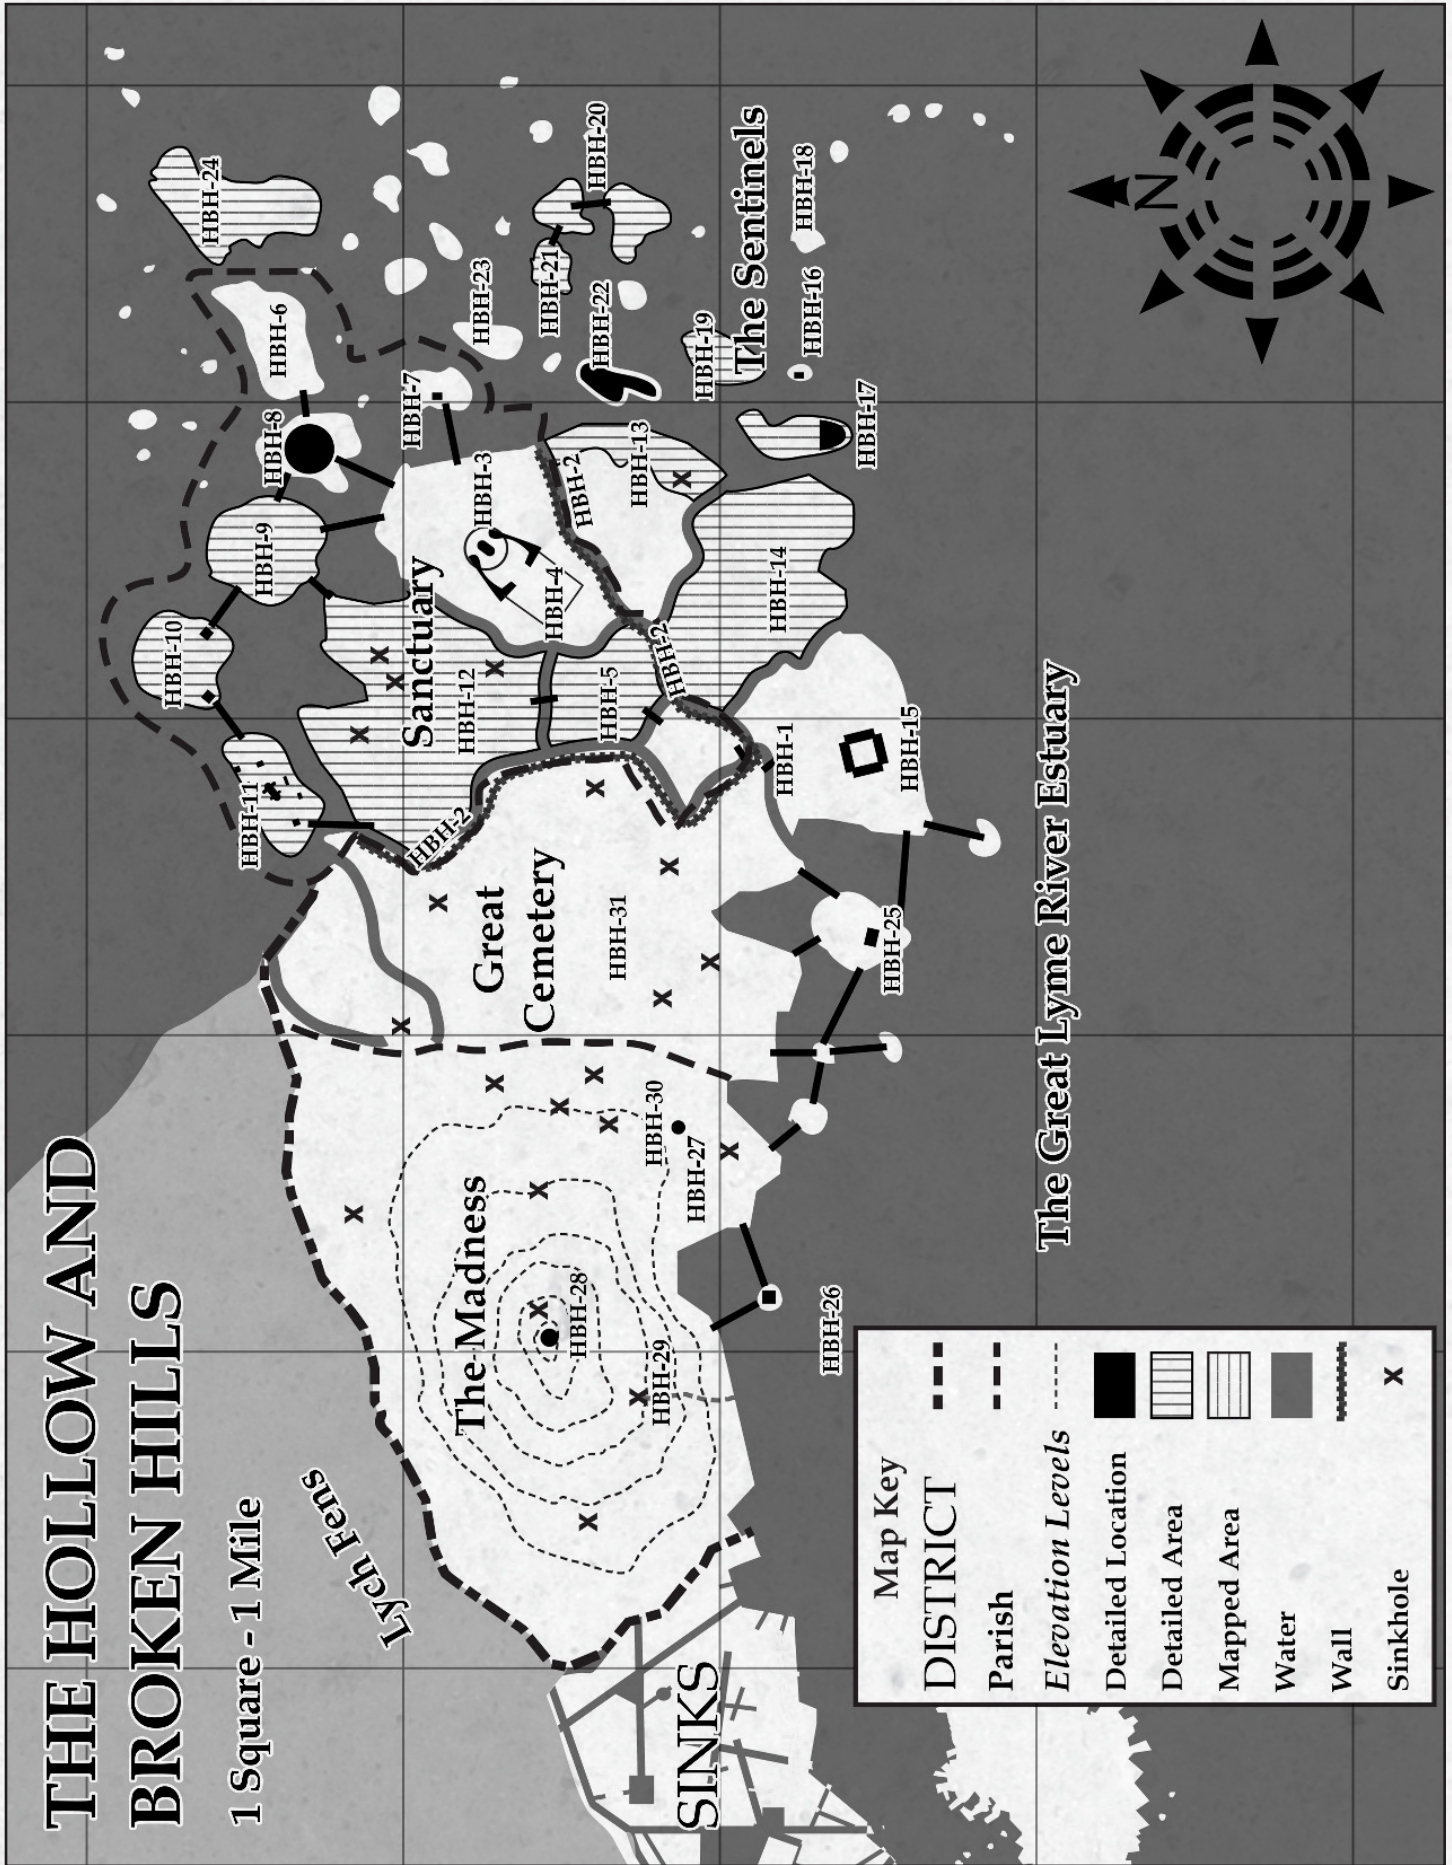 THE HOLLOW AND
BROKEN HILLS
1 Square - 1 Mile
Lych Fens
SINKS
The Madness
HBH-28
HBH-29
HBH-30
HBH-27
HBH-26
Great
Cemetery
HBH-31
HBH-25
HBH-11
HBH-10
HBH-9
HBH-8
HBH-6
HBH-24
HBH-7
HBH-23
HBH-21
HBH-20
HBH-22
Sanctuary
HBH-12
HBH-3
HBH-4
HBH-5
HBH-2
HBH-2
HBH-2
HBH-13
HBH-14
HBH-1
HBH-15
HBH-19
The Sentinels
HBH-18
HBH-16
HBH-17
The Great Lyme River Estuary
N
Map Key
DISTRICT
Parish
Elevation Levels
Detailed Location
Detailed Area
Mapped Area
Water
Wall
Sinkhole